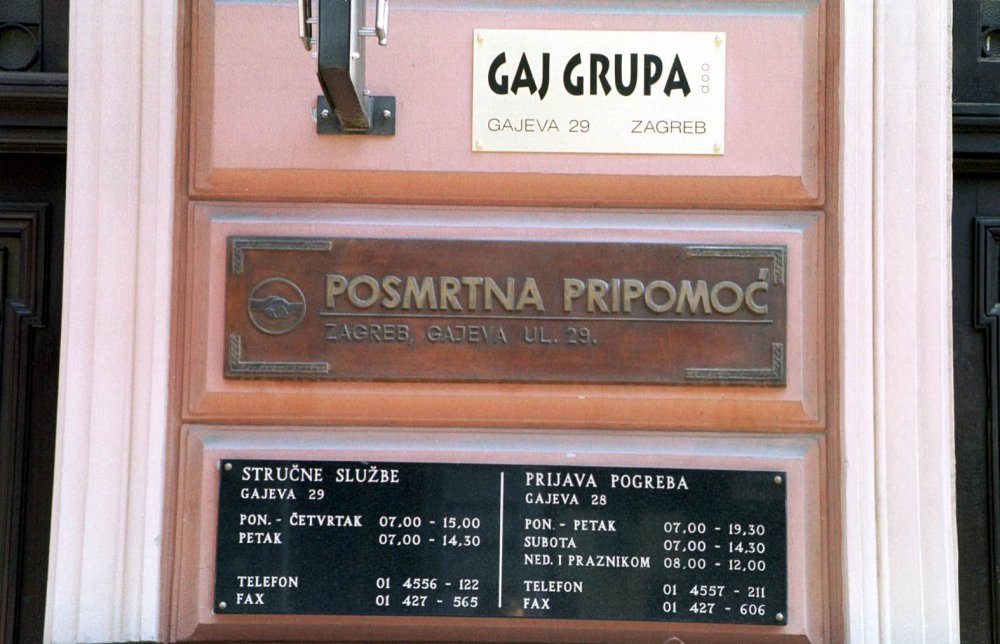 GAJ GRUPA d.o.o.
GAJEVA 29 ZAGREB
POSMRTNA PRIPOMOĆ
ZAGREB, GAJEVA UL. 29.
STRUČNE SLUŽBE
GAJEVA 29
PON. - ČETVRTAK 07,00 - 15,00
PETAK 07,00 - 14,30
TELEFON 01 4556 - 122
FAX 01 427 - 565
PRIJAVA POGREBA
GAJEVA 28
PON. - PETAK 07,00 - 19,30
SUBOTA 07,00 - 14,30
NED. I PRAZNIKOM 08,00 - 12,00
TELEFON 01 4557 - 211
FAX 01 427 - 606